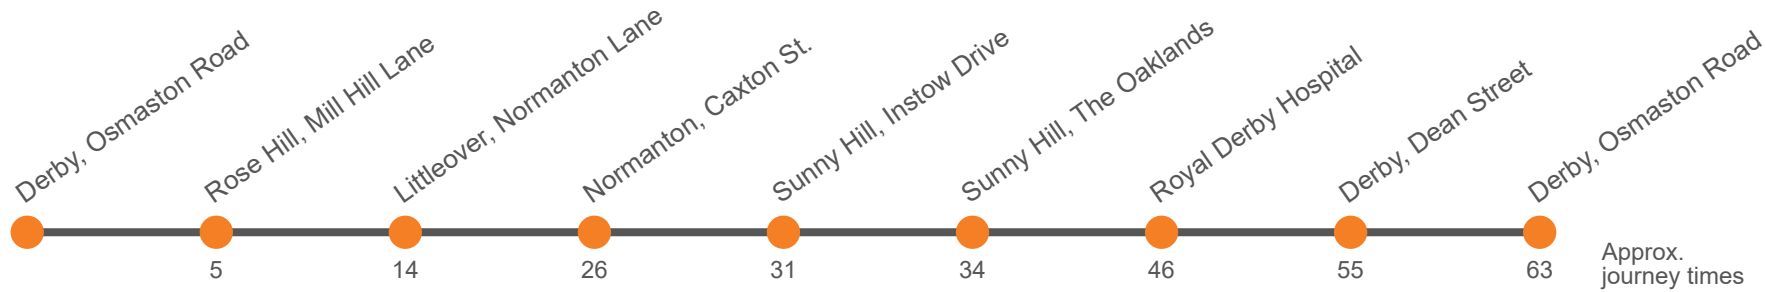 Derby, Osmaston Road
Rose Hill, Mill Hill Lane
Littleover, Normanton Lane
Normanton, Caxton St.
Sunny Hill, Instow Drive
Sunny Hill, The Oaklands
Royal Derby Hospital
Derby, Dean Street
Derby, Osmaston Road
5
14
26
31
34
46
55
63
Approx.
journey times